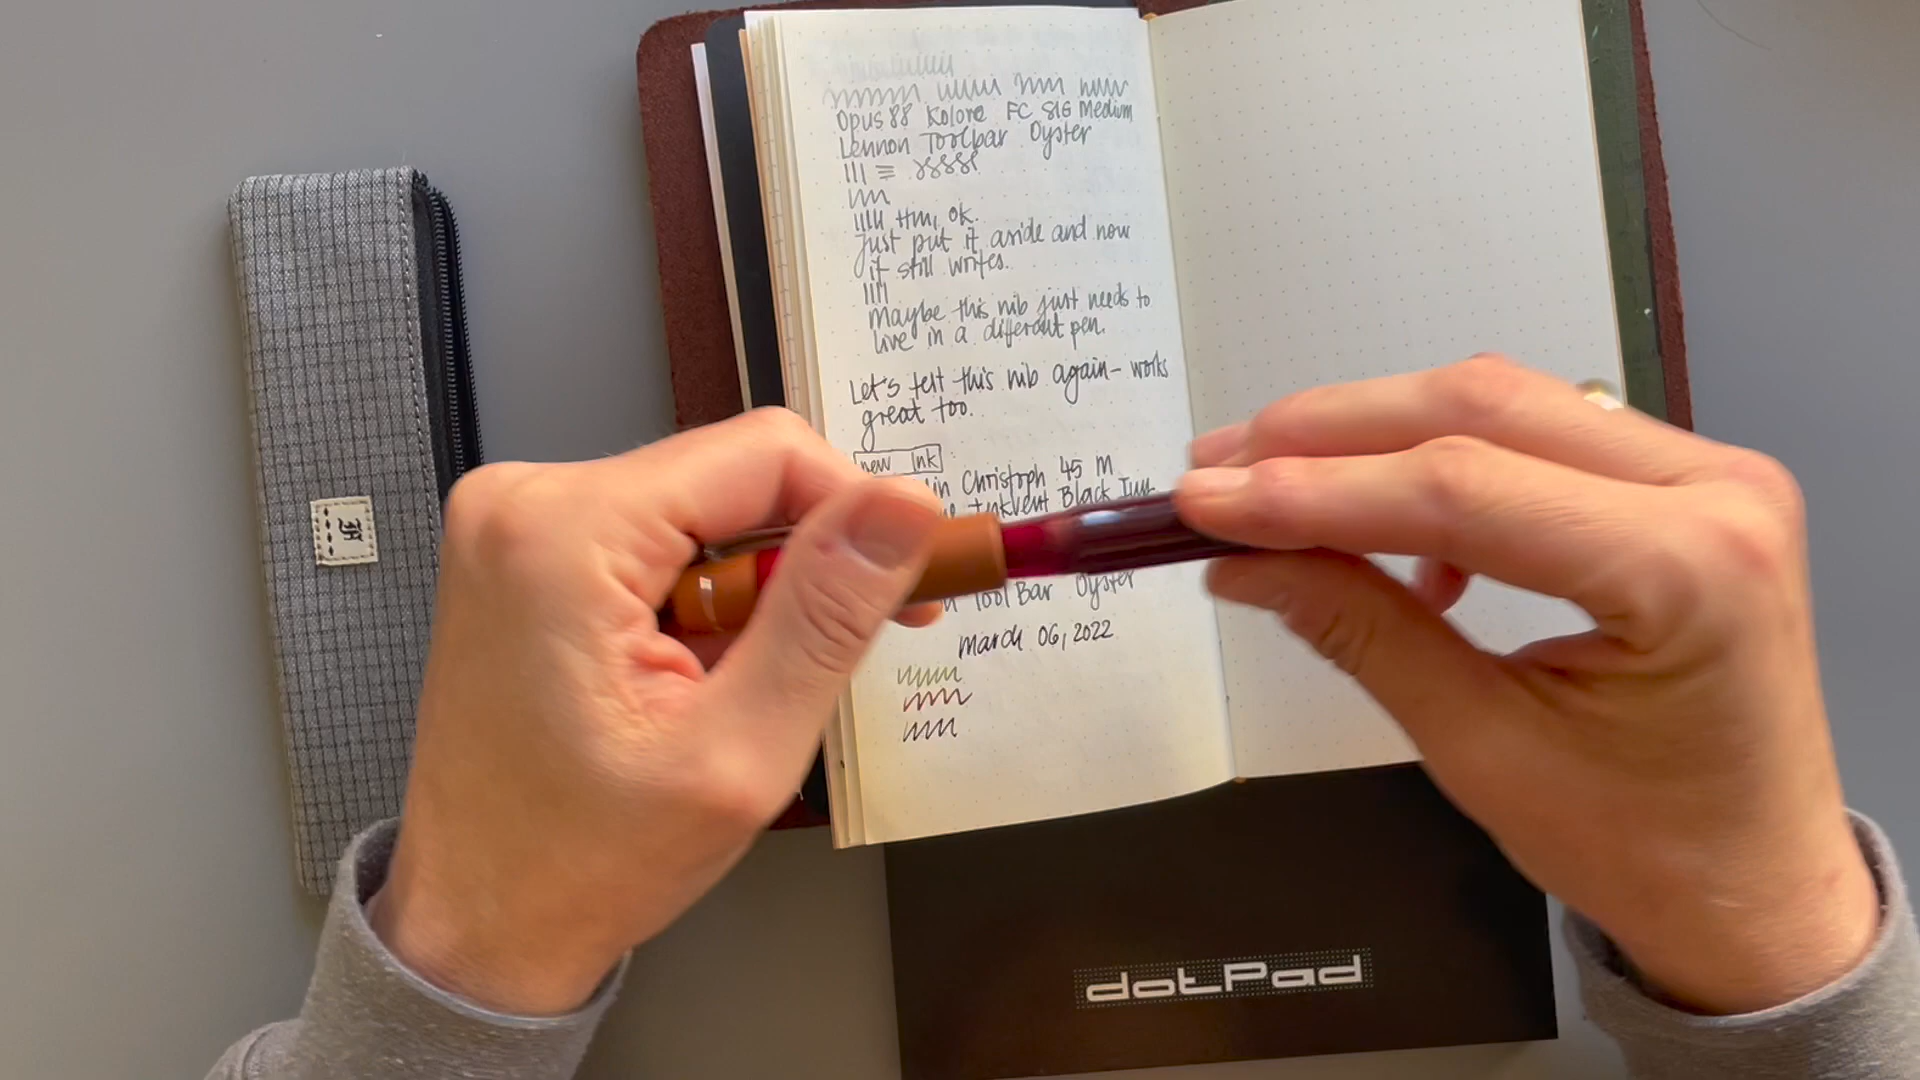 Opus 88 Kolore FC SIG Medium
Lennon Toolbar Oyster
Hm, ok.
Just put it aside and now
it still writes.
Maybe this nib just needs to
live in a different pen.
Let's test this nib again - works
great too.
new Ink
Christoph 45 M
Inkvent Black Ivy
Tool Bar Oyster
March 06, 2022
dotPad